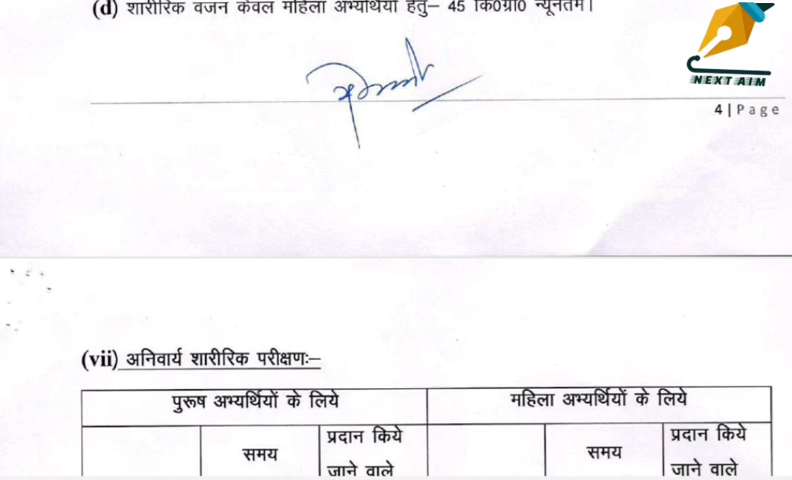 (d) शारीरिक वजन केवल महिला अभ्यर्थियों हेतु– 45 कि0ग्रा0 न्यूनतम।
NEXT AIM
4 | Page
(vii) अनिवार्य शारीरिक परीक्षणः–
पुरूष अभ्यर्थियों के लिये महिला अभ्यर्थियों के लिये
समय प्रदान किये समय प्रदान किये
जाने वाले जाने वाले